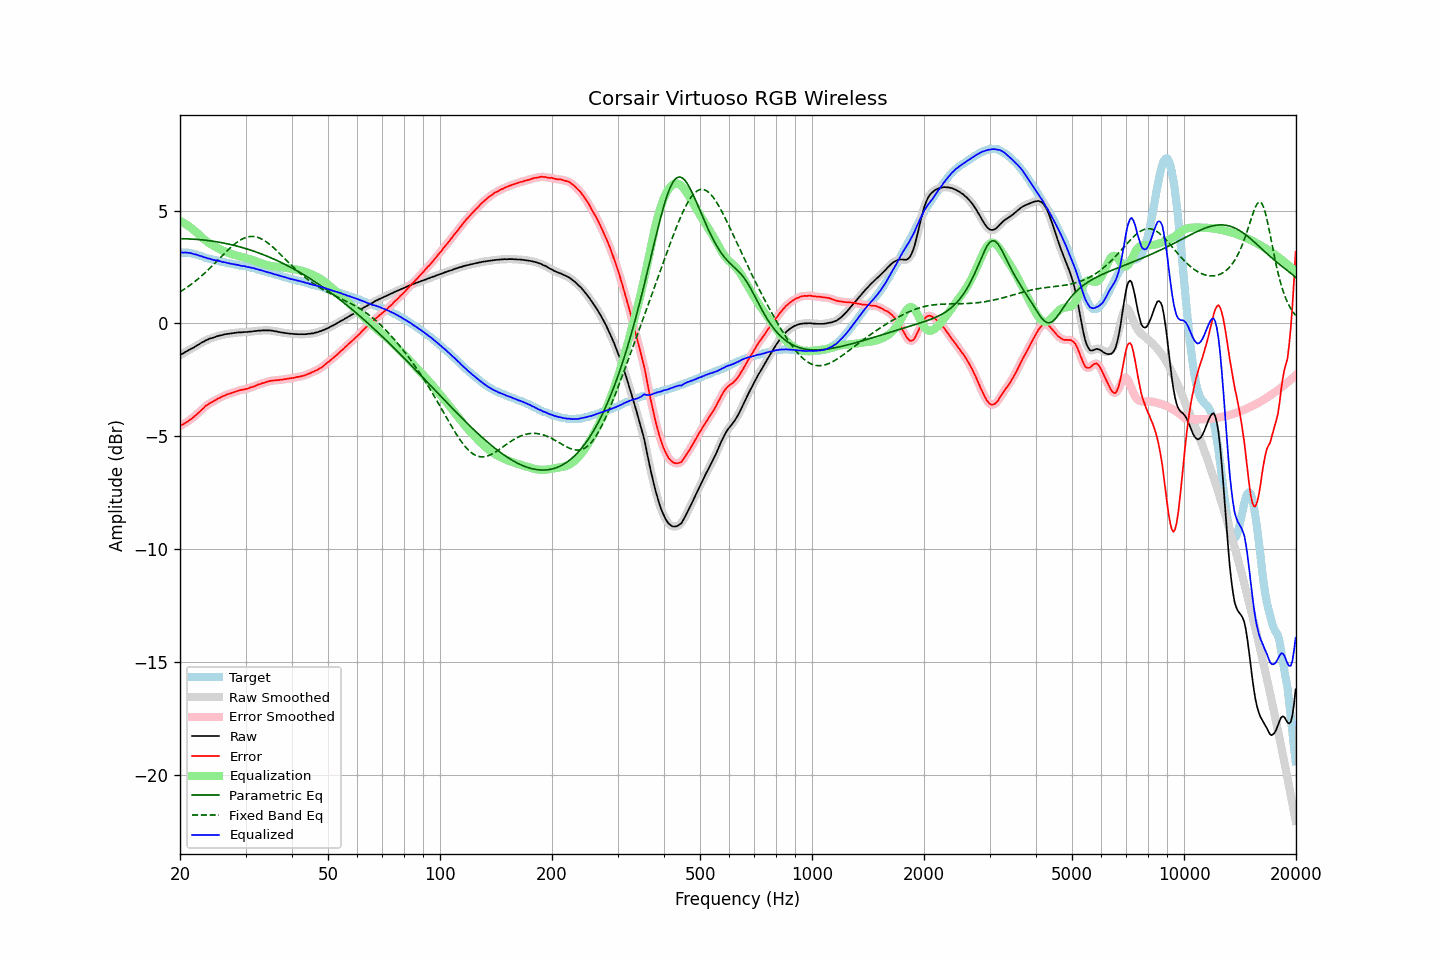 Corsair Virtuoso RGB Wireless
Amplitude (dBr)
5
0
−5
−10
−15
−20
Target
Raw Smoothed
Error Smoothed
Raw
Error
Equalization
Parametric Eq
Fixed Band Eq
Equalized
20 50 100 200 500 1000 2000 5000 10000 20000
Frequency (Hz)